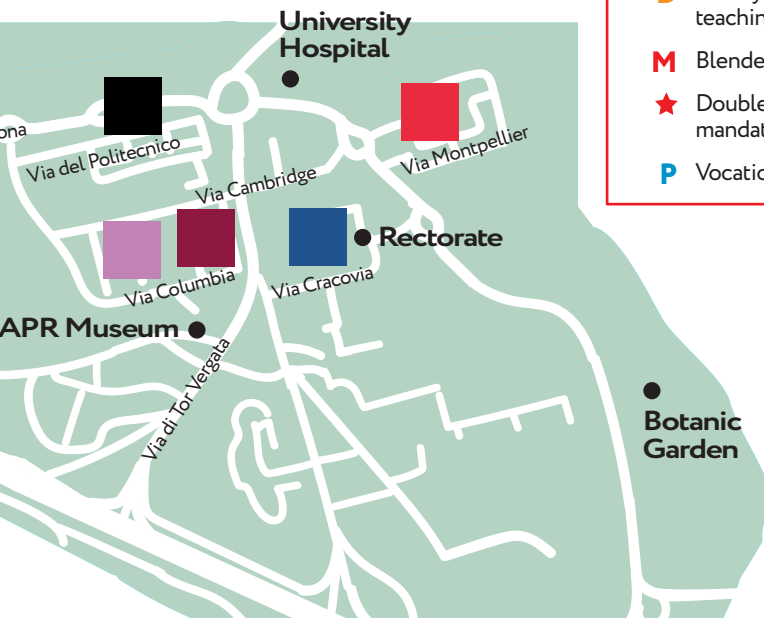 University
Hospital
teachin
M Blende
Double
mandat
P Vocatio
ona
Via del Politecnico
Via Cambridge
Via Montpellier
Rectorate
Via Columbia
Via Cracovia
APR Museum
Via di Tor Vergata
Botanic
Garden